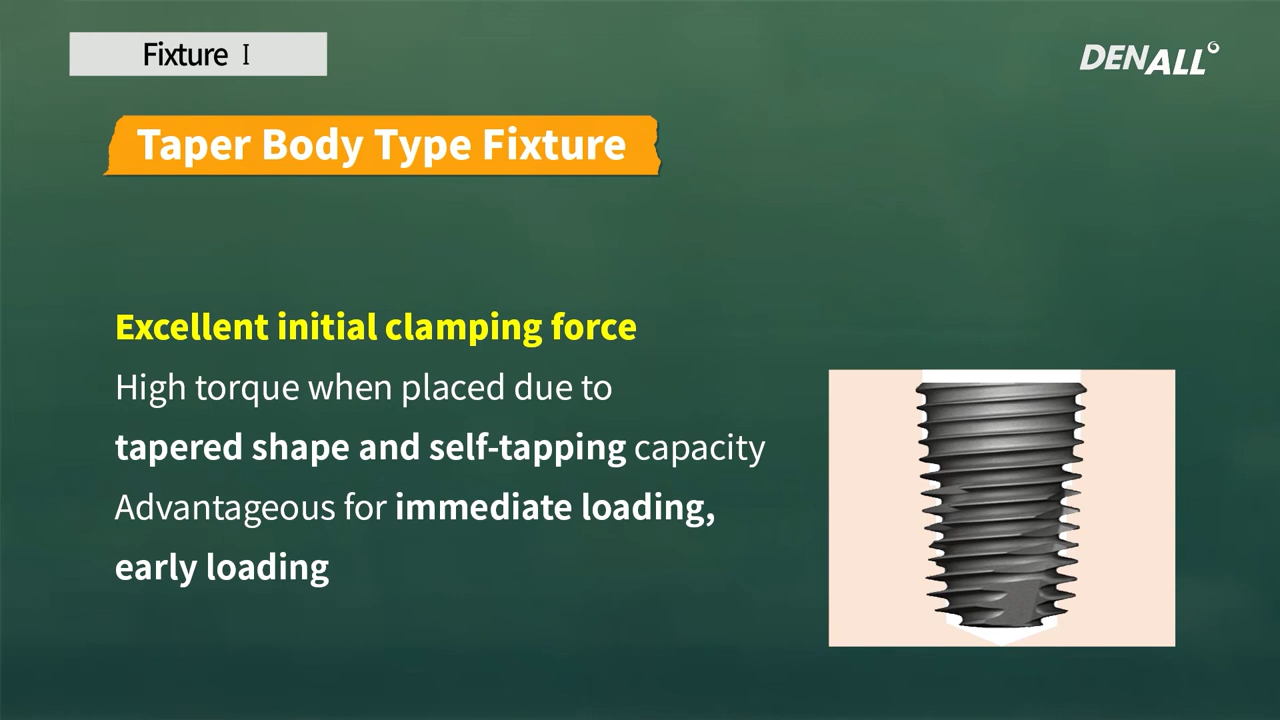 Fixture I
DENALL
Taper Body Type Fixture
Excellent initial clamping force
High torque when placed due to
tapered shape and self-tapping capacity
Advantageous for immediate loading,
early loading